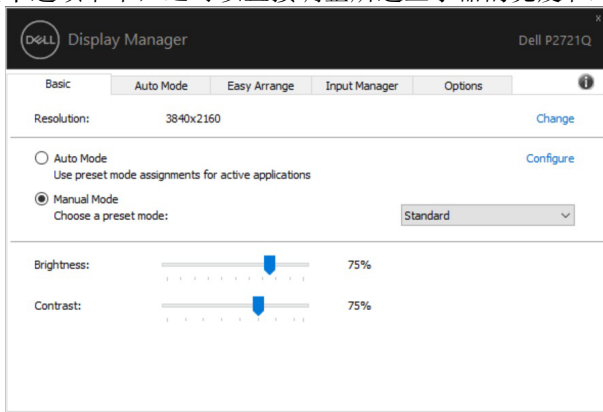 DELL Display Manager
Dell P2721Q
x
Basic
Auto Mode
Easy Arrange
Input Manager
Options
i
Resolution:
3840x2160
Change
Auto Mode
Configure
Use preset mode assignments for active applications
Manual Mode
Choose a preset mode:
Standard
Brightness:
75%
Contrast:
75%